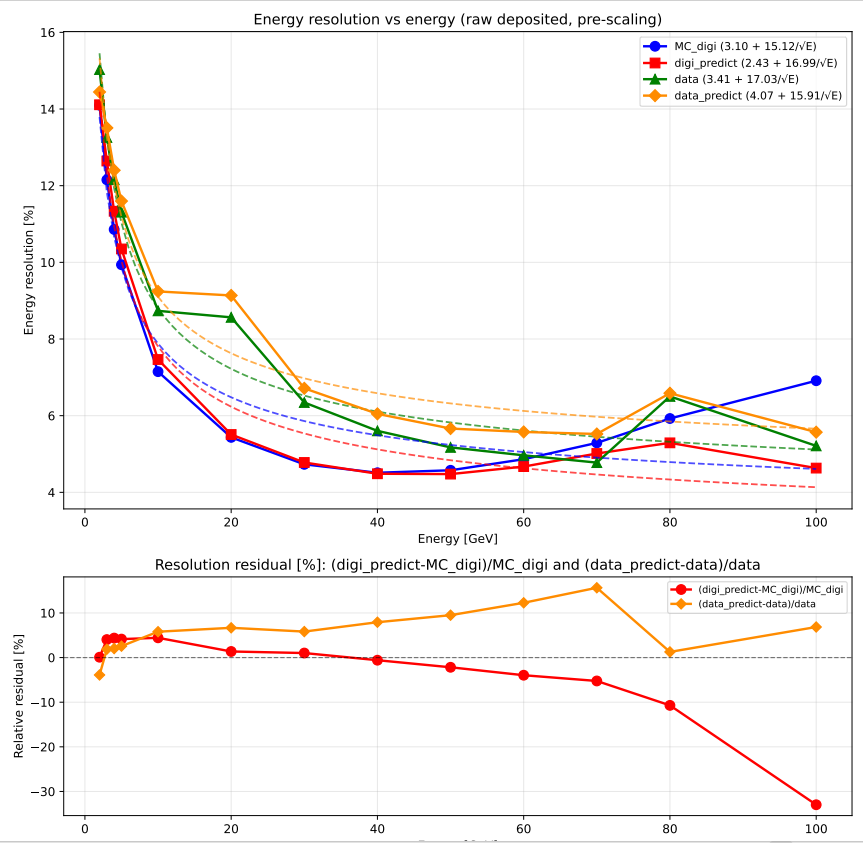 Energy resolution vs energy (raw deposited, pre-scaling)
MC_digi (3.10 + 15.12/√E)
digi_predict (2.43 + 16.99/√E)
data (3.41 + 17.03/√E)
data_predict (4.07 + 15.91/√E)
Energy resolution [%]
16
14
12
10
8
6
4
0 20 40 60 80 100
Energy [GeV]
Resolution residual [%]: (digi_predict-MC_digi)/MC_digi and (data_predict-data)/data
(digi_predict-MC_digi)/MC_digi
(data_predict-data)/data
Relative residual [%]
10
0
−10
−20
−30
0 20 40 60 80 100